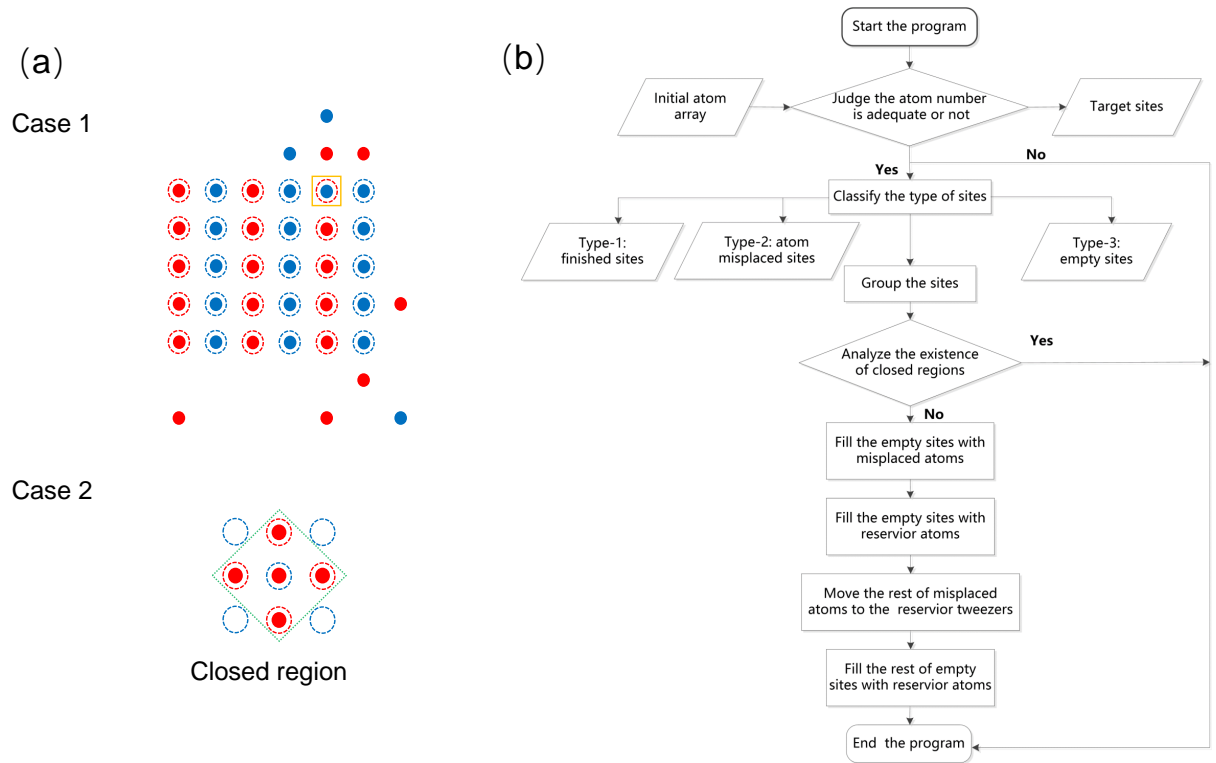 (a)
Case 1
Case 2
Closed region
(b)
Start the program
Initial atom
array
Judge the atom number
is adequate or not
Target sites
No
Yes
Classify the type of sites
Type-1:
finished sites
Type-2: atom
misplaced sites
Type-3:
empty sites
Group the sites
Analyze the existence
of closed regions
Yes
No
Fill the empty sites with
misplaced atoms
Fill the empty sites with
reservior atoms
Move the rest of misplaced
atoms to the reservior tweezers
Fill the rest of empty
sites with reservior atoms
End the program